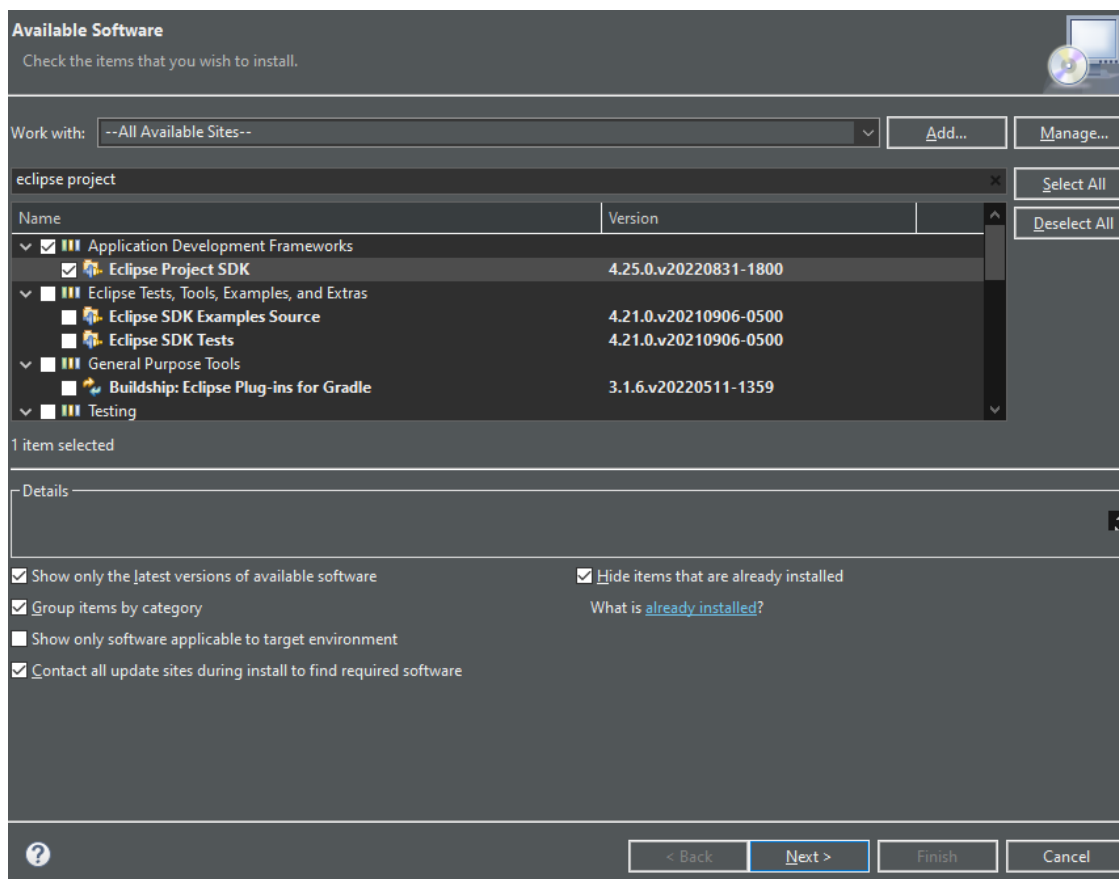 Available Software
Check the items that you wish to install.
Work with: --All Available Sites-- Add... Manage...
eclipse project Select All
Name Version
Deselect All
Application Development Frameworks
Eclipse Project SDK 4.25.0.v20220831-1800
Eclipse Tests, Tools, Examples, and Extras
Eclipse SDK Examples Source 4.21.0.v20210906-0500
Eclipse SDK Tests 4.21.0.v20210906-0500
General Purpose Tools
Buildship: Eclipse Plug-ins for Gradle 3.1.6.v20220511-1359
Testing
1 item selected
Details
Show only the latest versions of available software Hide items that are already installed
Group items by category What is already installed?
Show only software applicable to target environment
Contact all update sites during install to find required software
? < Back Next > Finish Cancel